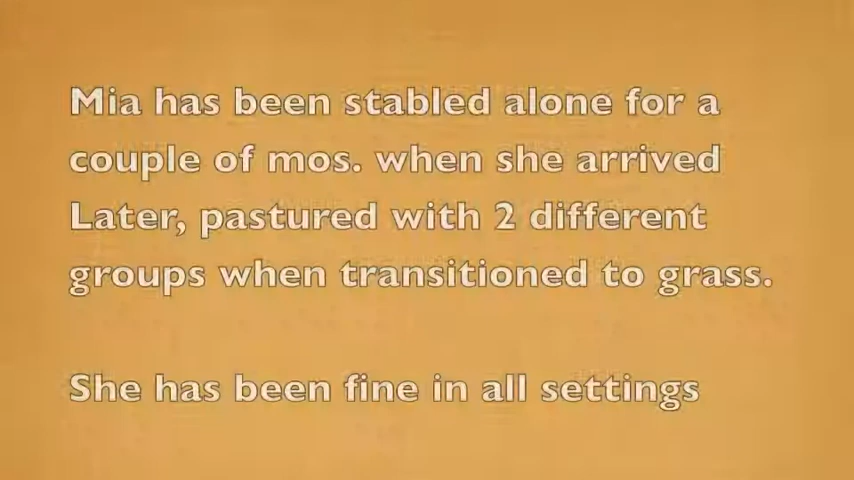 Mia has been stabled alone for a
couple of mos. when she arrived
Later, pastured with 2 different
groups when transitioned to grass.
She has been fine in all settings